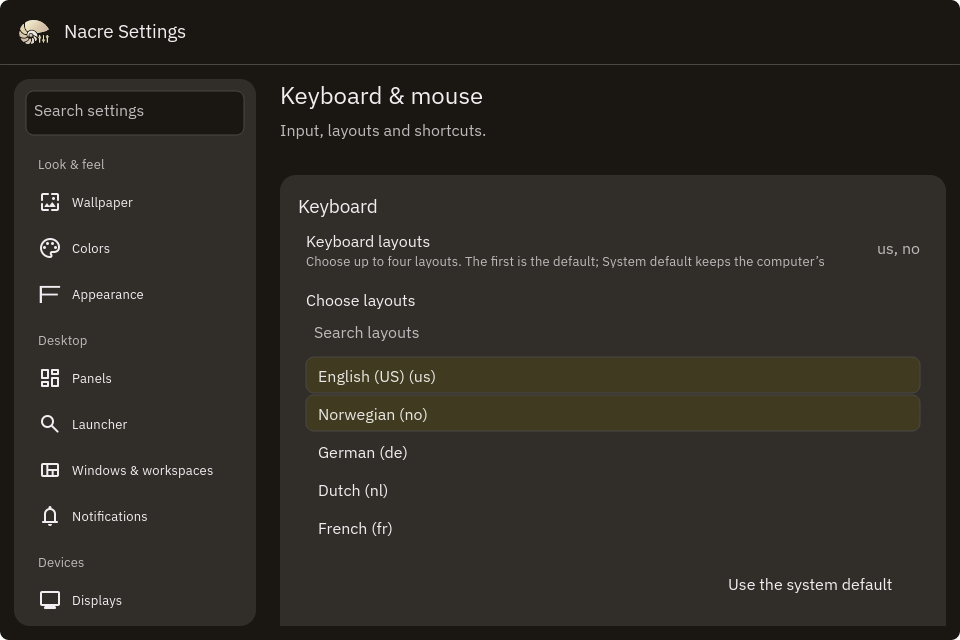 Nacre Settings
Search settings
Look & feel
Wallpaper
Colors
Appearance
Desktop
Panels
Launcher
Windows & workspaces
Notifications
Devices
Displays
Keyboard & mouse
Input, layouts and shortcuts.
Keyboard
Keyboard layouts
Choose up to four layouts. The first is the default; System default keeps the computer’s
us, no
Choose layouts
Search layouts
English (US) (us)
Norwegian (no)
German (de)
Dutch (nl)
French (fr)
Use the system default